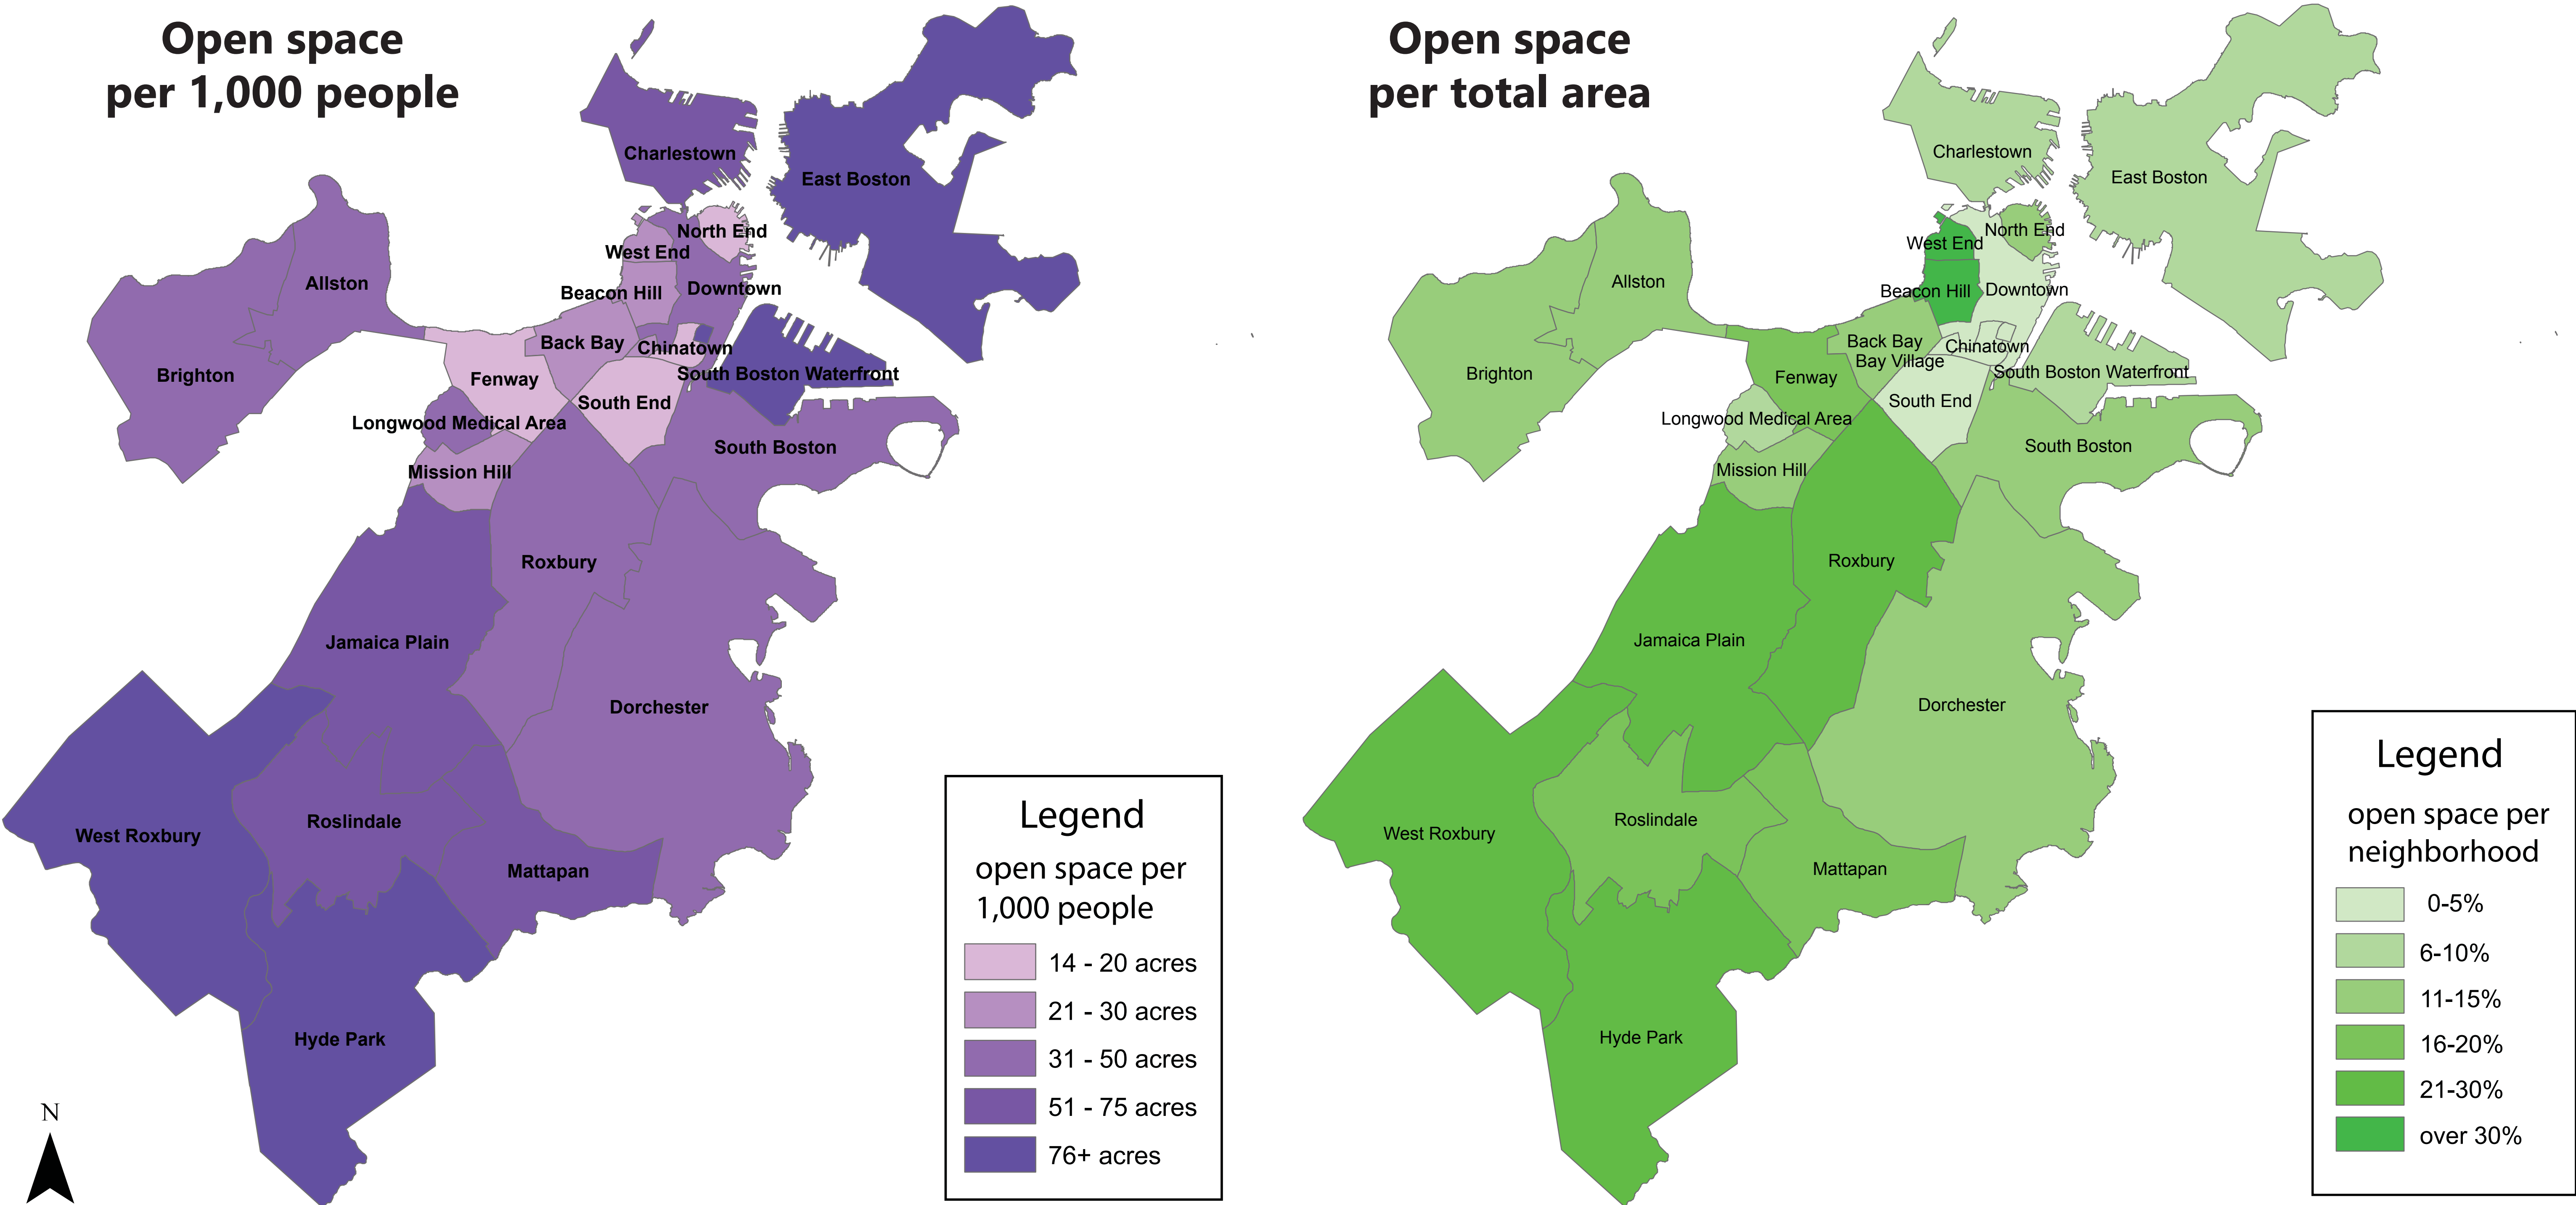 Open space
per 1,000 people
Charlestown
East Boston
North End
West End
Allston
Downtown
Beacon Hill
Back Bay
Chinatown
South Boston Waterfront
Brighton
Fenway
South End
Longwood Medical Area
South Boston
Mission Hill
Roxbury
Jamaica Plain
Dorchester
Roslindale
West Roxbury
Mattapan
Hyde Park
N
Legend
open space per
1,000 people
14 - 20 acres
21 - 30 acres
31 - 50 acres
51 - 75 acres
76+ acres
Open space
per total area
Charlestown
East Boston
North End
West End
Allston
Beacon Hill
Downtown
Back Bay
Chinatown
Bay Village
South Boston Waterfront
Brighton
Fenway
South End
Longwood Medical Area
South Boston
Mission Hill
Roxbury
Jamaica Plain
Dorchester
Roslindale
West Roxbury
Mattapan
Hyde Park
Legend
open space per
neighborhood
0-5%
6-10%
11-15%
16-20%
21-30%
over 30%